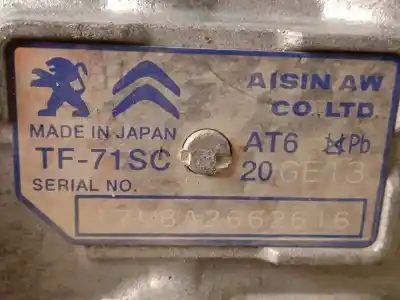 AISIN AW
CO.,LTD.
MADE IN JAPAN
AT6 Pb
TF-71SC
20GE13
SERIAL NO.